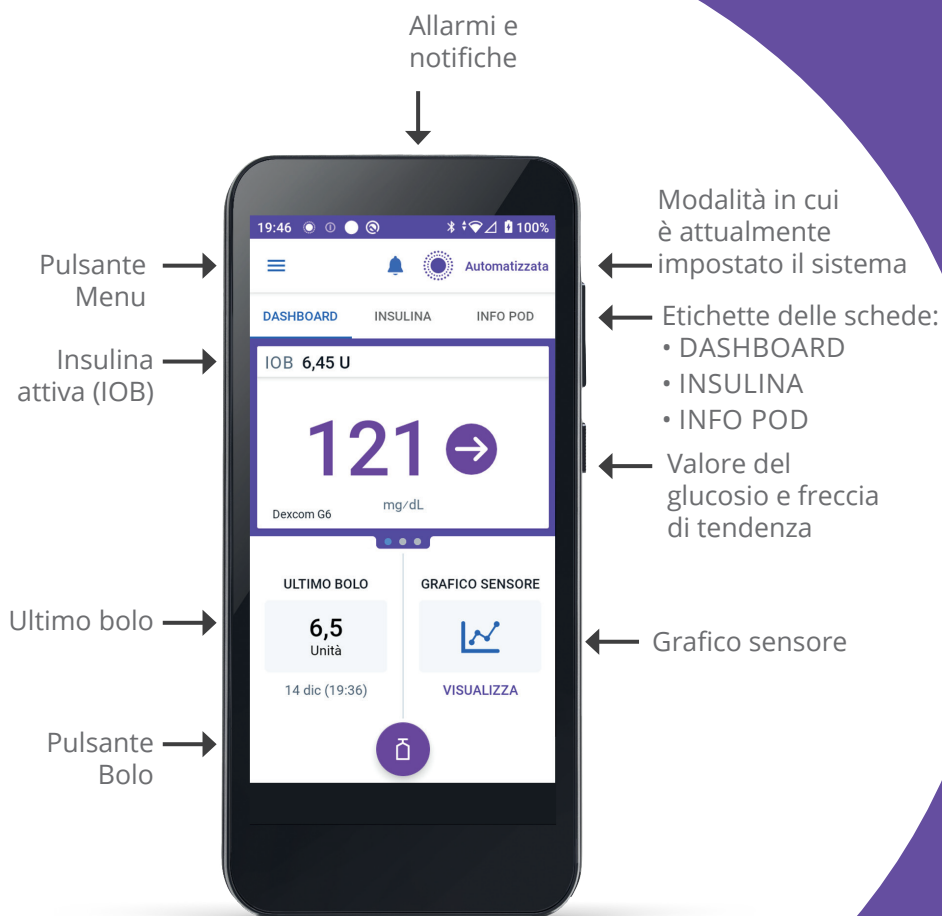 Allarmi e
notifiche
19:46
100%
Pulsante
Menu
Automatizzata
Modalità in cui
è attualmente
impostato il sistema
DASHBOARD
INSULINA
INFO POD
Etichette delle schede:
• DASHBOARD
• INSULINA
• INFO POD
Insulina
attiva (IOB)
IOB 6,45 U
121
mg/dL
Dexcom G6
Valore del
glucosio e freccia
di tendenza
ULTIMO BOLO
GRAFICO SENSORE
Ultimo bolo
6,5
Unità
14 dic (19:36)
VISUALIZZA
Grafico sensore
Pulsante
Bolo